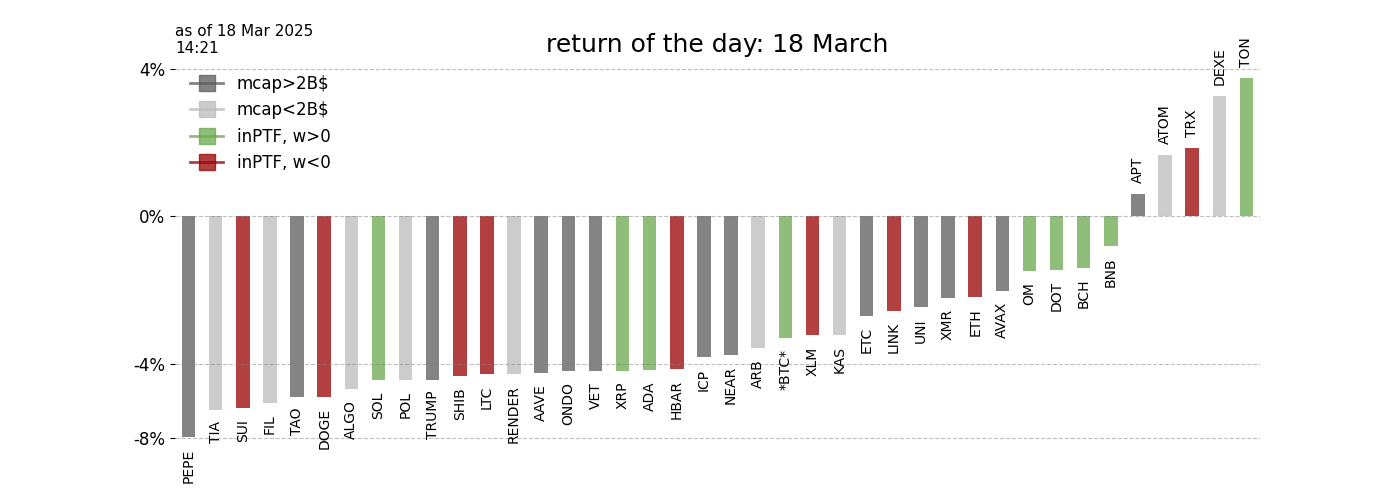 as of 18 Mar 2025
14:21
return of the day: 18 March
4%
0%
-4%
-8%
mcap>2B$
mcap<2B$
inPTF, w>0
inPTF, w<0
PEPE
TIA
SUI
FIL
TAO
DOGE
ALGO
SOL
POL
TRUMP
SHIB
LTC
RENDER
AAVE
ONDO
VET
XRP
ADA
HBAR
ICP
NEAR
ARB
*BTC*
XLM
KAS
ETC
LINK
UNI
XMR
ETH
AVAX
OM
DOT
BCH
BNB
APT
ATOM
TRX
DEXE
TON